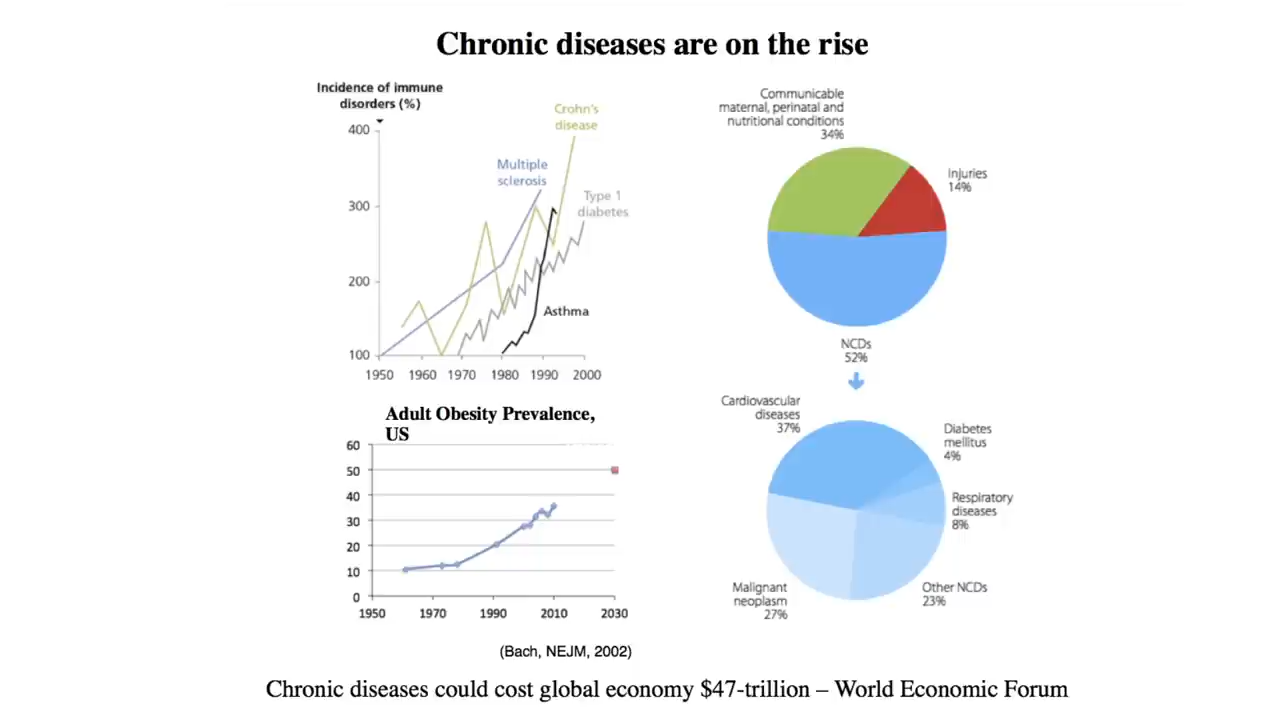 Chronic diseases are on the rise
Incidence of immune
disorders (%)
400
300
200
100
1950 1960 1970 1980 1990 2000
Crohn's
disease
Multiple
sclerosis
Type 1
diabetes
Asthma
Adult Obesity Prevalence,
US
60
50
40
30
20
10
0
1950 1970 1990 2010 2030
(Bach, NEJM, 2002)
Communicable
maternal, perinatal and
nutritional conditions
34%
Injuries
14%
NCDs
52%
Cardiovascular
diseases
37%
Diabetes
mellitus
4%
Respiratory
diseases
8%
Other NCDs
23%
Malignant
neoplasm
27%
Chronic diseases could cost global economy $47-trillion – World Economic Forum